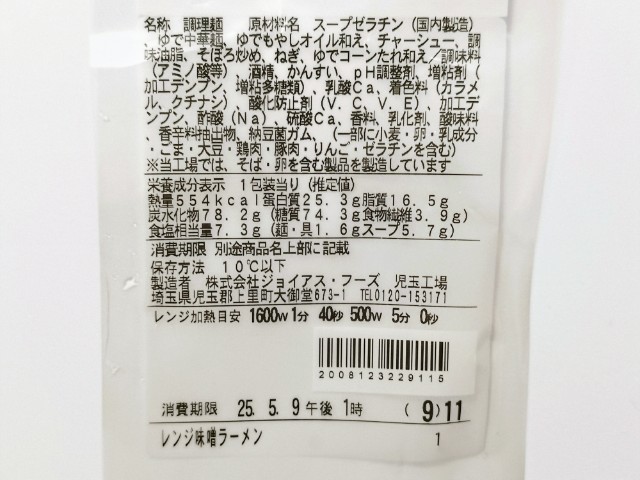 名称 調理麺 原材料名 スープゼラチン(国内製造)
、ゆで中華麺、ゆでもやしオイル和え、チャーシュー、調
味油脂、そぼろ炒め、ねぎ、ゆでコーンたれ和え/調味料
(アミノ酸等)、酒精、かんすい、pH調整剤、増粘剤(
加工デンプン、増粘多糖類)、乳酸Ca、着色料(カラメ
ル、クチナシ)、酸化防止剤(V.C、V.E)、加工デ
ンプン、酢酸(Na)、硫酸Ca、香料、乳化剤、酸味料
、香辛料抽出物、納豆菌ガム、(一部に小麦・卵・乳成分
・ごま・大豆・鶏肉・豚肉・りんご・ゼラチンを含む)
※当工場では、そば・卵を含む製品を製造しています
栄養成分表示 1包装当り(推定値)
熱量554kcal蛋白質25.3g脂質16.5g
炭水化物78.2g(糖質74.3g食物繊維3.9g)
食塩相当量7.3g(麺・具1.6gスープ5.7g)
消費期限 別途商品名上部に記載
保存方法 10℃以下
製造者 株式会社ジョイアス・フーズ 児玉工場
埼玉県児玉郡上里町大御堂673-1 TEL0120-153171
レンジ加熱目安 1600W 1分 40秒 500W 5分 0秒
2008123229115
消費期限 25. 5. 9午後1時 (9)11
レンジ味噌ラーメン 1